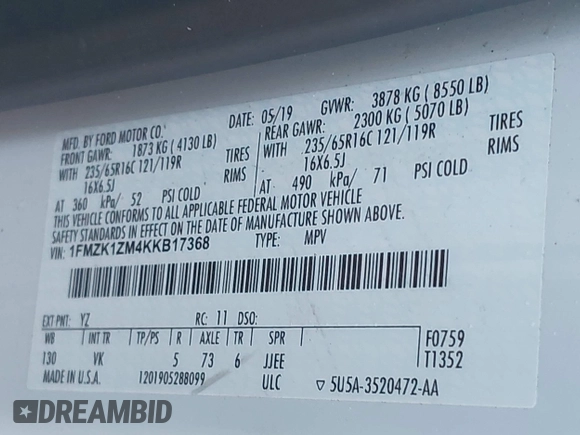 MFD. BY FORD MOTOR CO. DATE: 05/19 GVWR: 3878 KG ( 8550 LB)
FRONT GAWR: 1873 KG ( 4130 LB) REAR GAWR: 2300 KG ( 5070 LB)
WITH 235/65R16C 121/119R TIRES WITH 235/65R16C 121/119R TIRES
16X6.5J RIMS 16X6.5J RIMS
AT 360 kPa/ 52 PSI COLD AT 490 kPa/ 71 PSI COLD
THIS VEHICLE CONFORMS TO ALL APPLICABLE FEDERAL MOTOR VEHICLE
SAFETY STANDARDS IN EFFECT ON THE DATE OF MANUFACTURE SHOWN ABOVE.
VIN: 1FMZK1ZM4KKB17368 TYPE: MPV
EXT PNT: YZ RC: 11 DSO:
WB INT TR TP/PS R AXLE TR SPR F0759
130 VK 5 73 6 JJEE T1352
MADE IN U.S.A. 1201905288099 ULC ▽ 5U5A-3520472-AA
DREAMBID